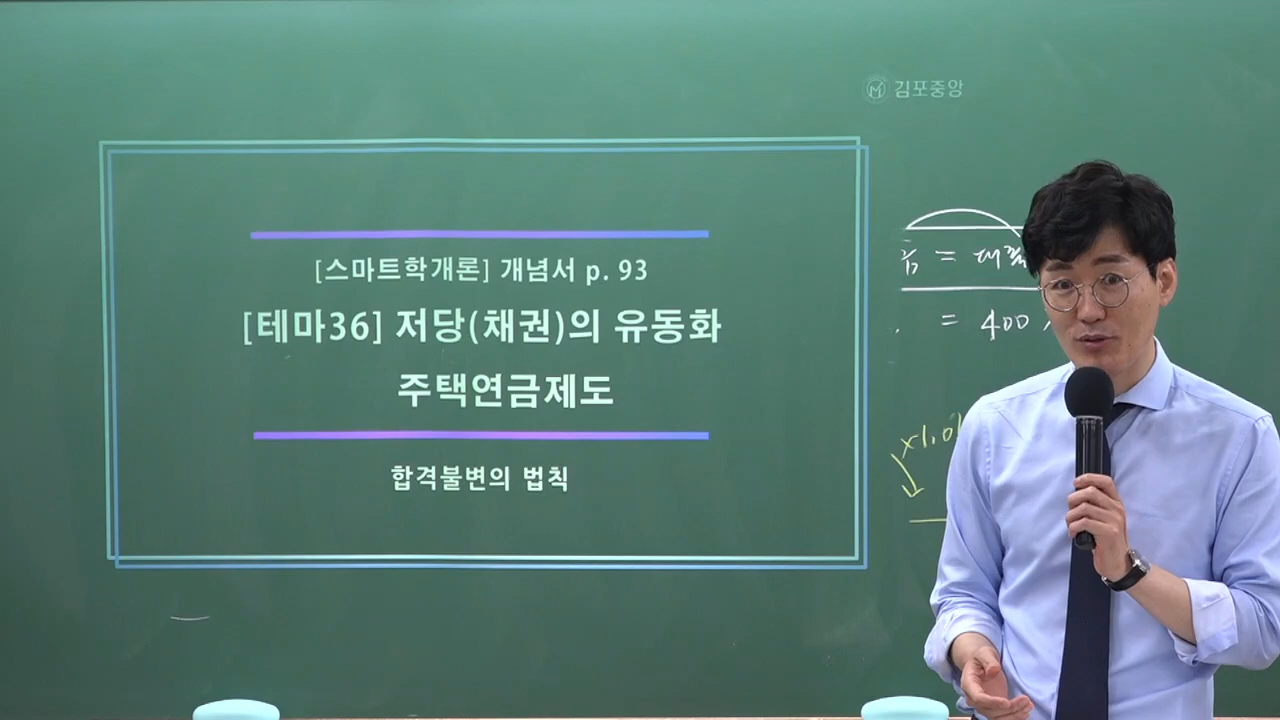 김포중앙
[스마트학개론] 개념서 p. 93
[테마36] 저당(채권)의 유동화
주택연금제도
합격불변의 법칙
=
= 400